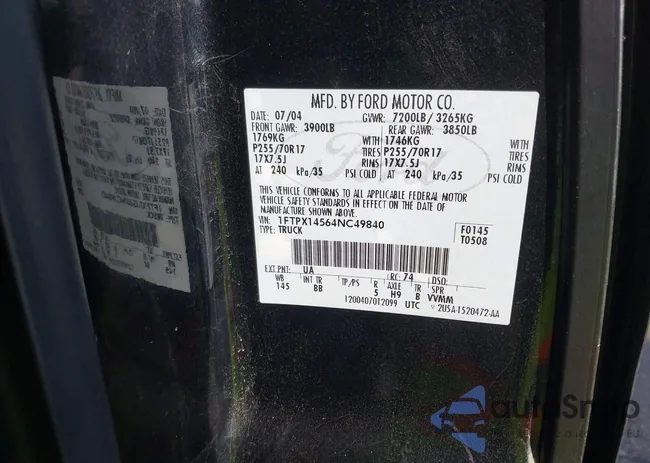 MFD. BY FORD MOTOR CO.
DATE: 07/04 GVWR: 7200LB/ 3265KG
FRONT GAWR: 3900LB REAR GAWR: 3850LB
1769KG 1746KG
P255/70R17 TIRES P255/70R17 TIRES
17X7.5J RIMS 17X7.5J RIMS
AT 240 kPa/35 PSI COLD AT 240 kPa/35 PSI COLD
THIS VEHICLE CONFORMS TO ALL APPLICABLE FEDERAL MOTOR
VEHICLE SAFETY STANDARDS IN EFFECT ON THE DATE OF
MANUFACTURE SHOWN ABOVE.
VIN: 1FTPX14564NC49840 F0145
TYPE: TRUCK T0508
EXT PNT: UA RC: 74 DSO:
WB INT TR TP/PS R AXLE TR SPR
145 BB 5 H9 B VVMM
1200407012099 UTC 2U5A-1520472-AA
Ford
autoSnap